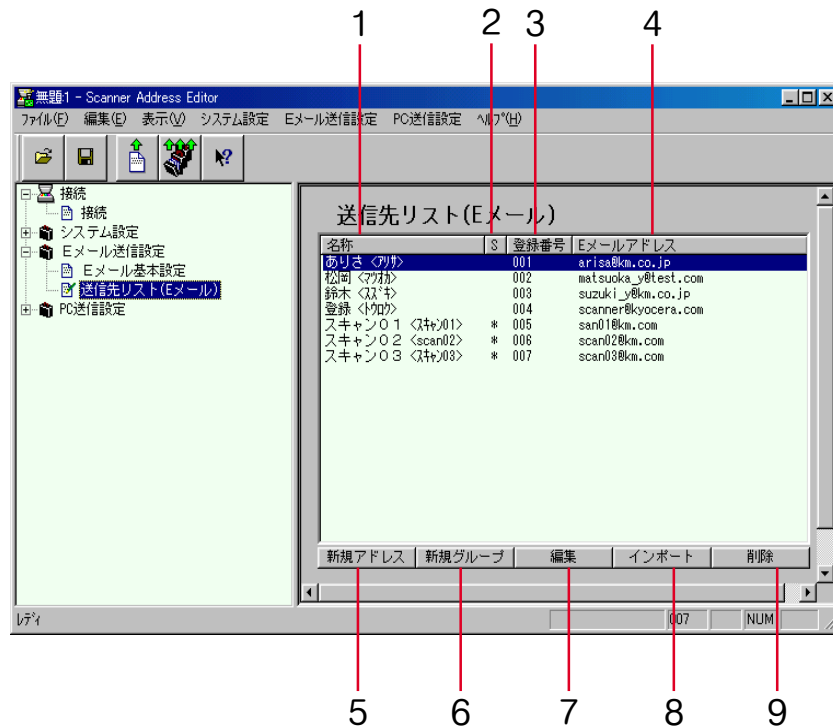 1 2 3 4
無題1 - Scanner Address Editor
ファイル(F) 編集(E) 表示(V) システム設定 Eメール送信設定 PC送信設定 ヘルプ(H)
接続
接続
システム設定
Eメール送信設定
Eメール基本設定
送信先リスト(Eメール)
PC送信設定
送信先リスト(Eメール)
名称 S 登録番号 Eメールアドレス
ありさ <アリサ> 001 arisa@km.co.jp
松岡 <マツオカ> 002 matsuoka_y@test.com
鈴木 <スズキ> 003 suzuki_y@km.co.jp
登録 <トウロク> 004 scanner@kyocera.com
スキャン０１ <スキャン01> * 005 san01@km.com
スキャン０２ <scan02> * 006 scan02@km.com
スキャン０３ <スキャン03> * 007 scan03@km.com
新規アドレス 新規グループ 編集 インポート 削除
レディ 007 NUM
5 6 7 8 9